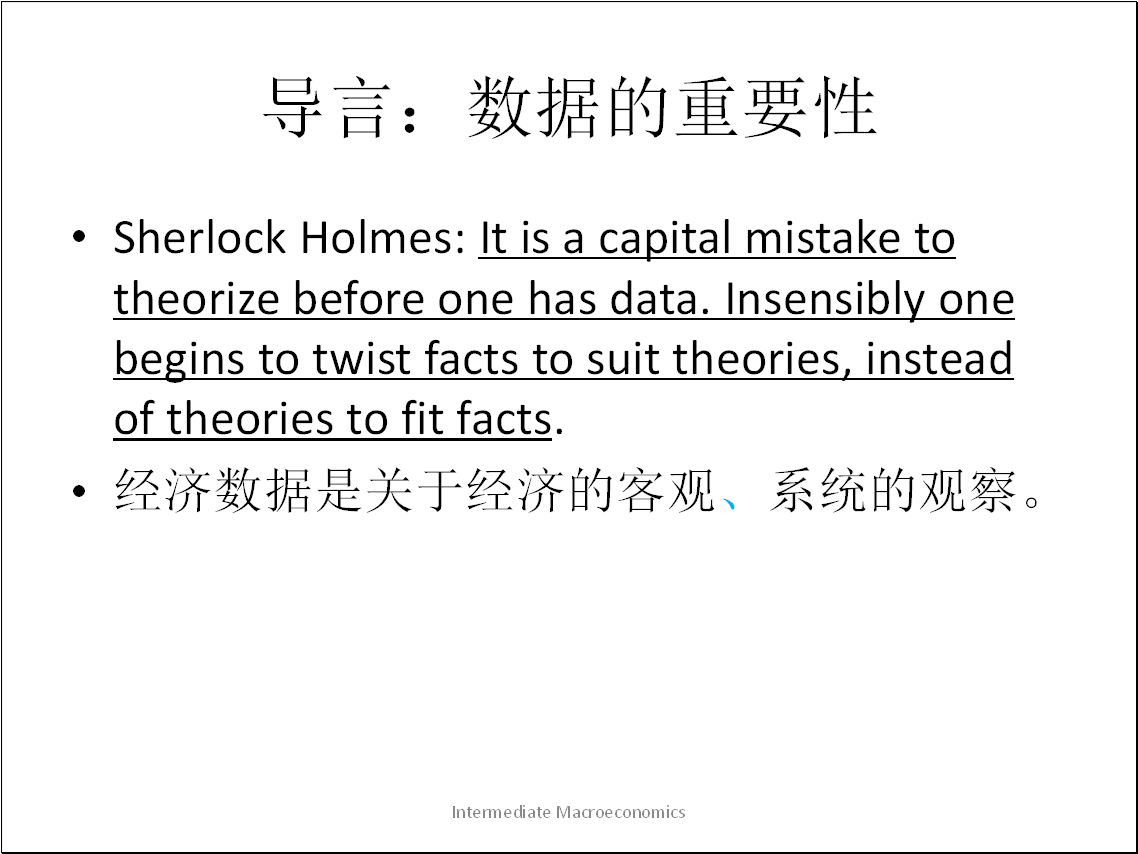 导言：数据的重要性
• Sherlock Holmes: It is a capital mistake to
theorize before one has data. Insensibly one
begins to twist facts to suit theories, instead
of theories to fit facts.
• 经济数据是关于经济的客观、系统的观察。
Intermediate Macroeconomics